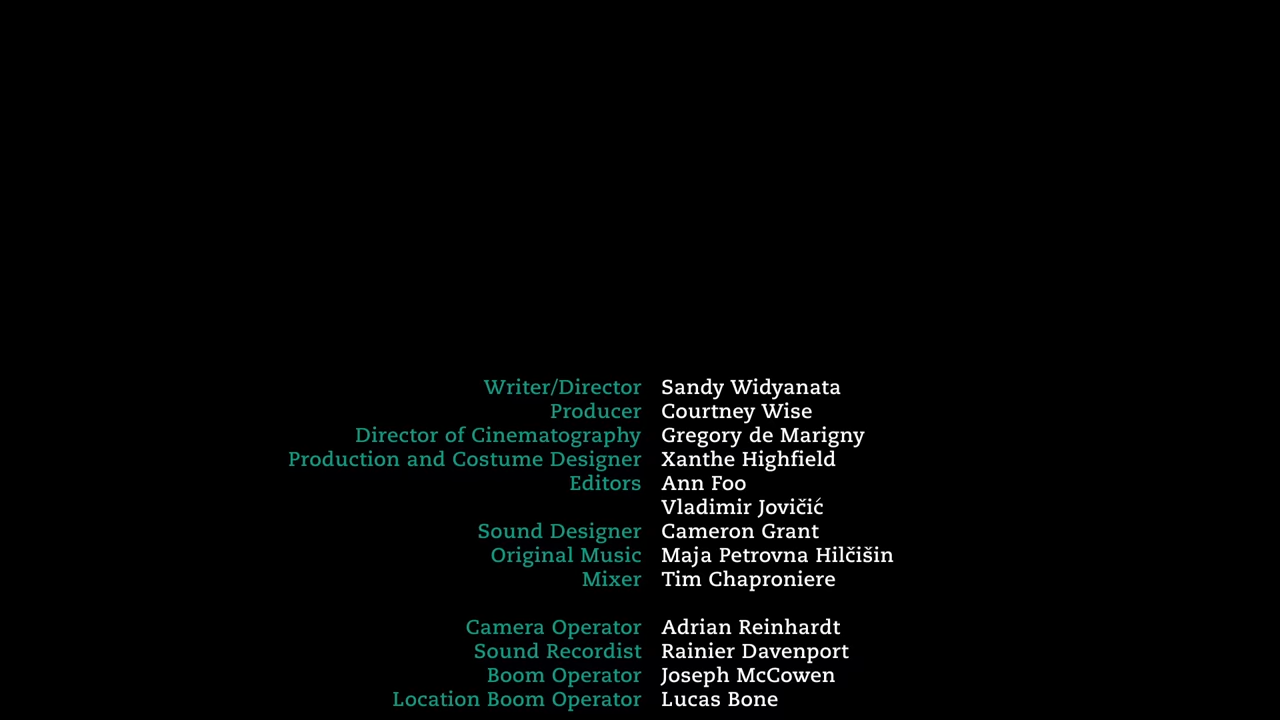 Writer/Director Sandy Widyanata
Producer Courtney Wise
Director of Cinematography Gregory de Marigny
Production and Costume Designer Xanthe Highfield
Editors Ann Foo
Vladimir Jovičić
Sound Designer Cameron Grant
Original Music Maja Petrovna Hilčišin
Mixer Tim Chaproniere
Camera Operator Adrian Reinhardt
Sound Recordist Rainier Davenport
Boom Operator Joseph McCowen
Location Boom Operator Lucas Bone